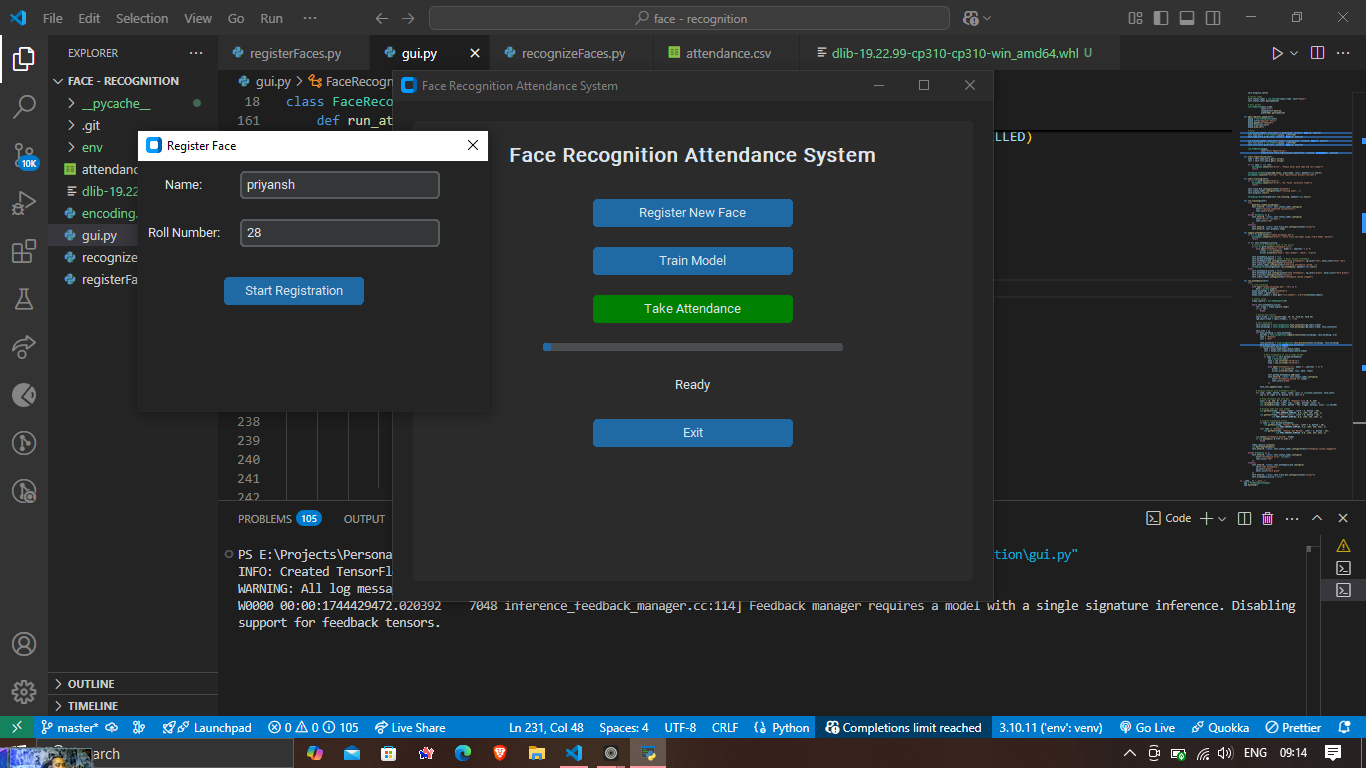 File Edit Selection View Go Run ··· face - recognition
EXPLORER ···
registerFaces.py gui.py recognizeFaces.py attendance.csv dlib-19.22.99-cp310-cp310-win_amd64.whl U
FACE - RECOGNITION
gui.py > FaceRecogn
__pycache__
.git
env
attendanc
dlib-19.22
encoding.
gui.py
recognize
registerFa
10K
18 class FaceReco
161 def run_at
LLED)
238
239
240
241
242
Register Face
Name: priyansh
Roll Number: 28
Start Registration
Face Recognition Attendance System
Face Recognition Attendance System
Register New Face
Train Model
Take Attendance
Ready
Exit
PROBLEMS 105 OUTPUT
Code
PS E:\Projects\Persona
tion\gui.py"
INFO: Created TensorFl
WARNING: All log messa
W0000 00:00:1744429472.020392 7048 inference_feedback_manager.cc:114] Feedback manager requires a model with a single signature inference. Disabling
support for feedback tensors.
OUTLINE
TIMELINE
master* Launchpad 0 0 105 Live Share Ln 231, Col 48 Spaces: 4 UTF-8 CRLF Python Completions limit reached 3.10.11 ('env': venv) Go Live Quokka Prettier
arch
ENG 09:14